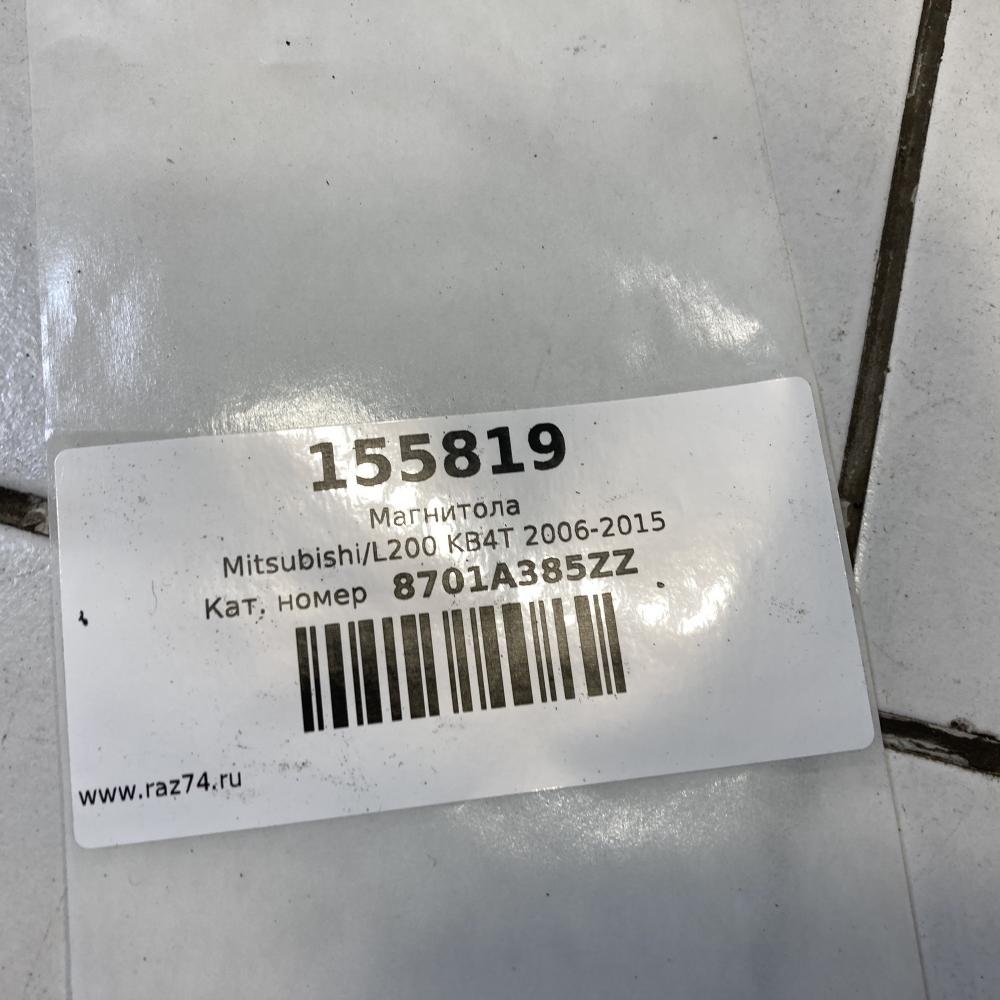 155819
Магнитола
Mitsubishi/L200 KB4T 2006-2015
Кат. номер 8701A385ZZ
www.raz74.ru